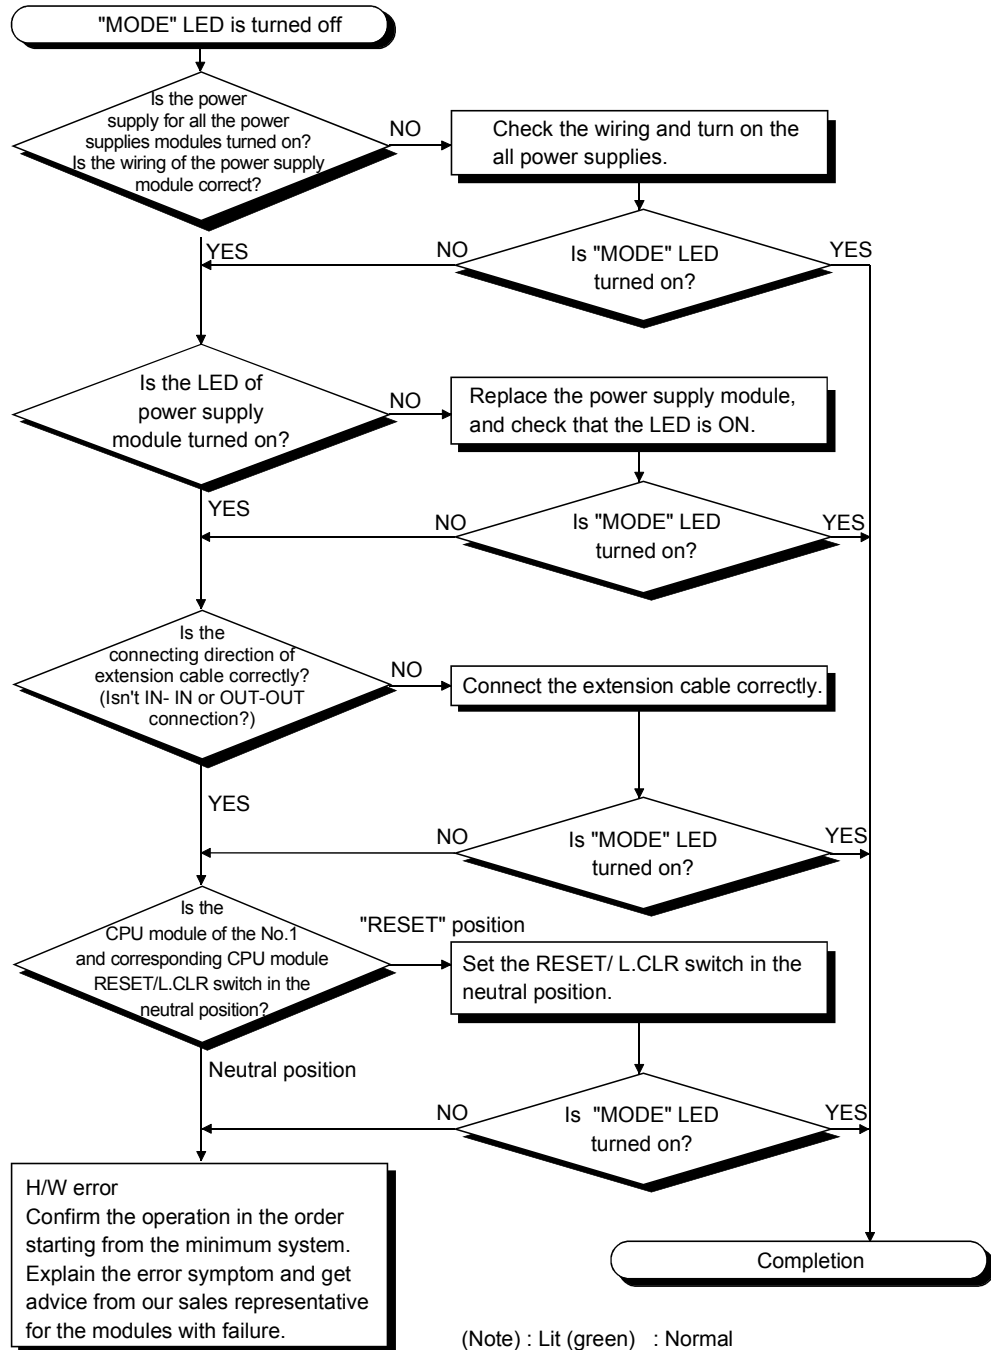 "MODE" LED is turned off
Is the power
supply for all the power
supplies modules turned on?
Is the wiring of the power supply
module correct?
NO
Check the wiring and turn on the
all power supplies.
YES
NO
Is "MODE" LED
turned on?
YES
Is the LED of
power supply
module turned on?
NO
Replace the power supply module,
and check that the LED is ON.
YES
NO
Is "MODE" LED
turned on?
YES
Is the
connecting direction of
extension cable correctly?
(Isn't IN- IN or OUT-OUT
connection?)
NO
Connect the extension cable correctly.
YES
NO
Is "MODE" LED
turned on?
YES
Is the
CPU module of the No.1
and corresponding CPU module
RESET/L.CLR switch in the
neutral position?
"RESET" position
Set the RESET/ L.CLR switch in the
neutral position.
Neutral position
NO
Is "MODE" LED
turned on?
YES
H/W error
Confirm the operation in the order
starting from the minimum system.
Explain the error symptom and get
advice from our sales representative
for the modules with failure.
Completion
(Note) : Lit (green) : Normal